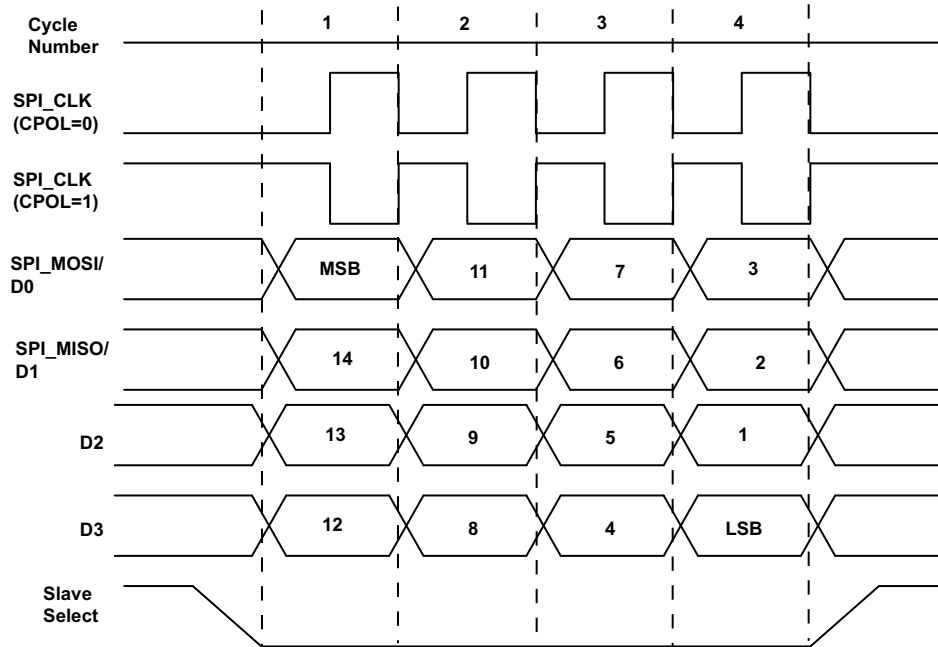 Cycle
Number
1 2 3 4
SPI_CLK
(CPOL=0)
SPI_CLK
(CPOL=1)
SPI_MOSI/
D0
MSB 11 7 3
SPI_MISO/
D1
14 10 6 2
D2
13 9 5 1
D3
12 8 4 LSB
Slave
Select